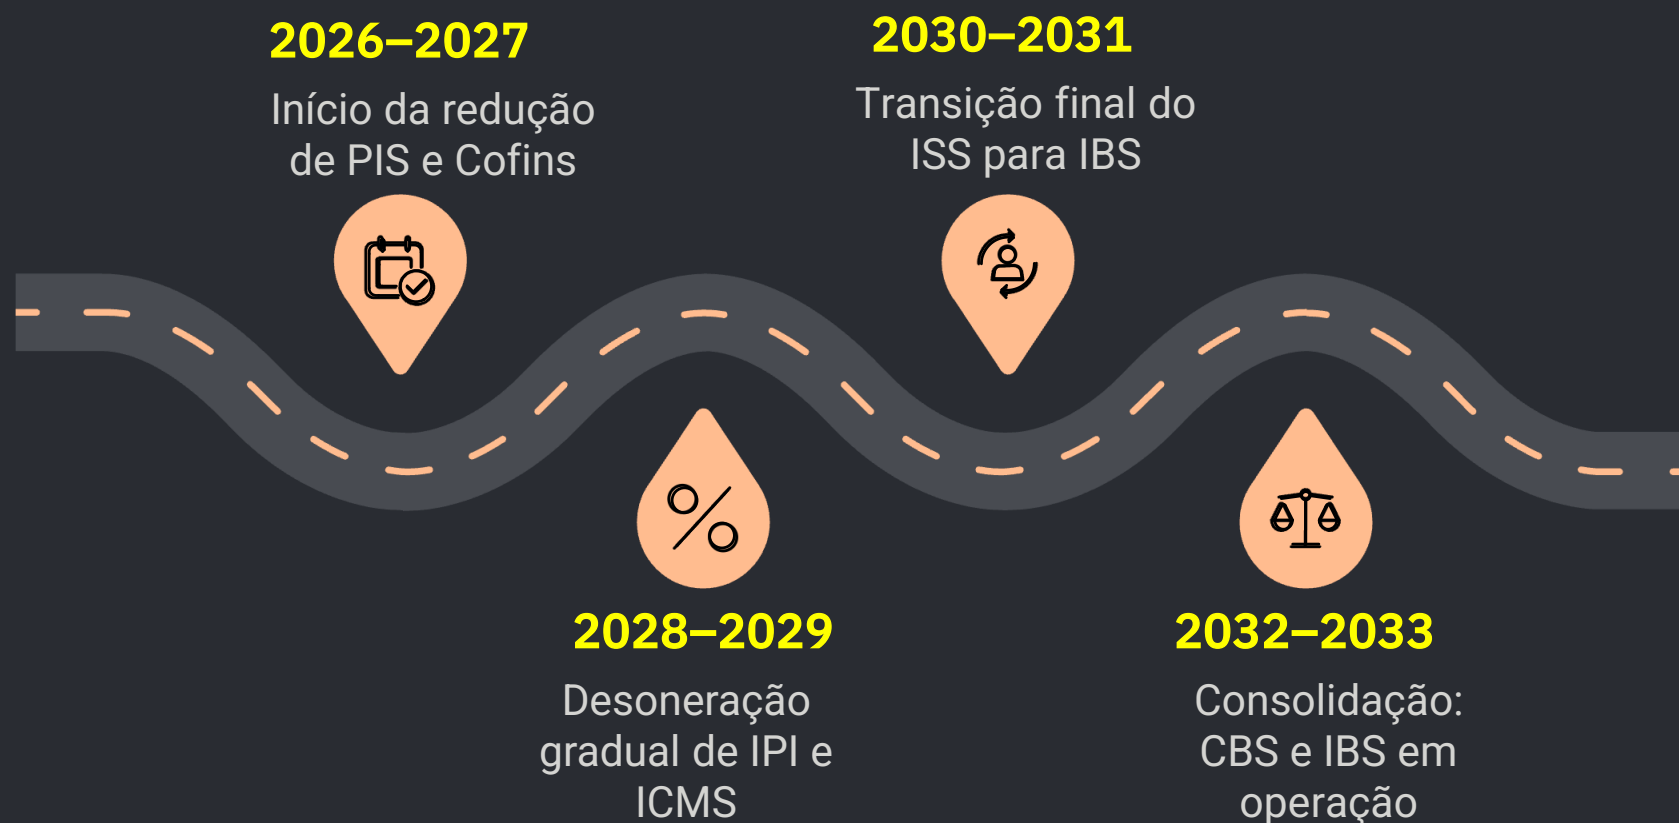 2026–2027
Início da redução
de PIS e Cofins
2028–2029
Desoneração
gradual de IPI e
ICMS
2030–2031
Transição final do
ISS para IBS
2032–2033
Consolidação:
CBS e IBS em
operação